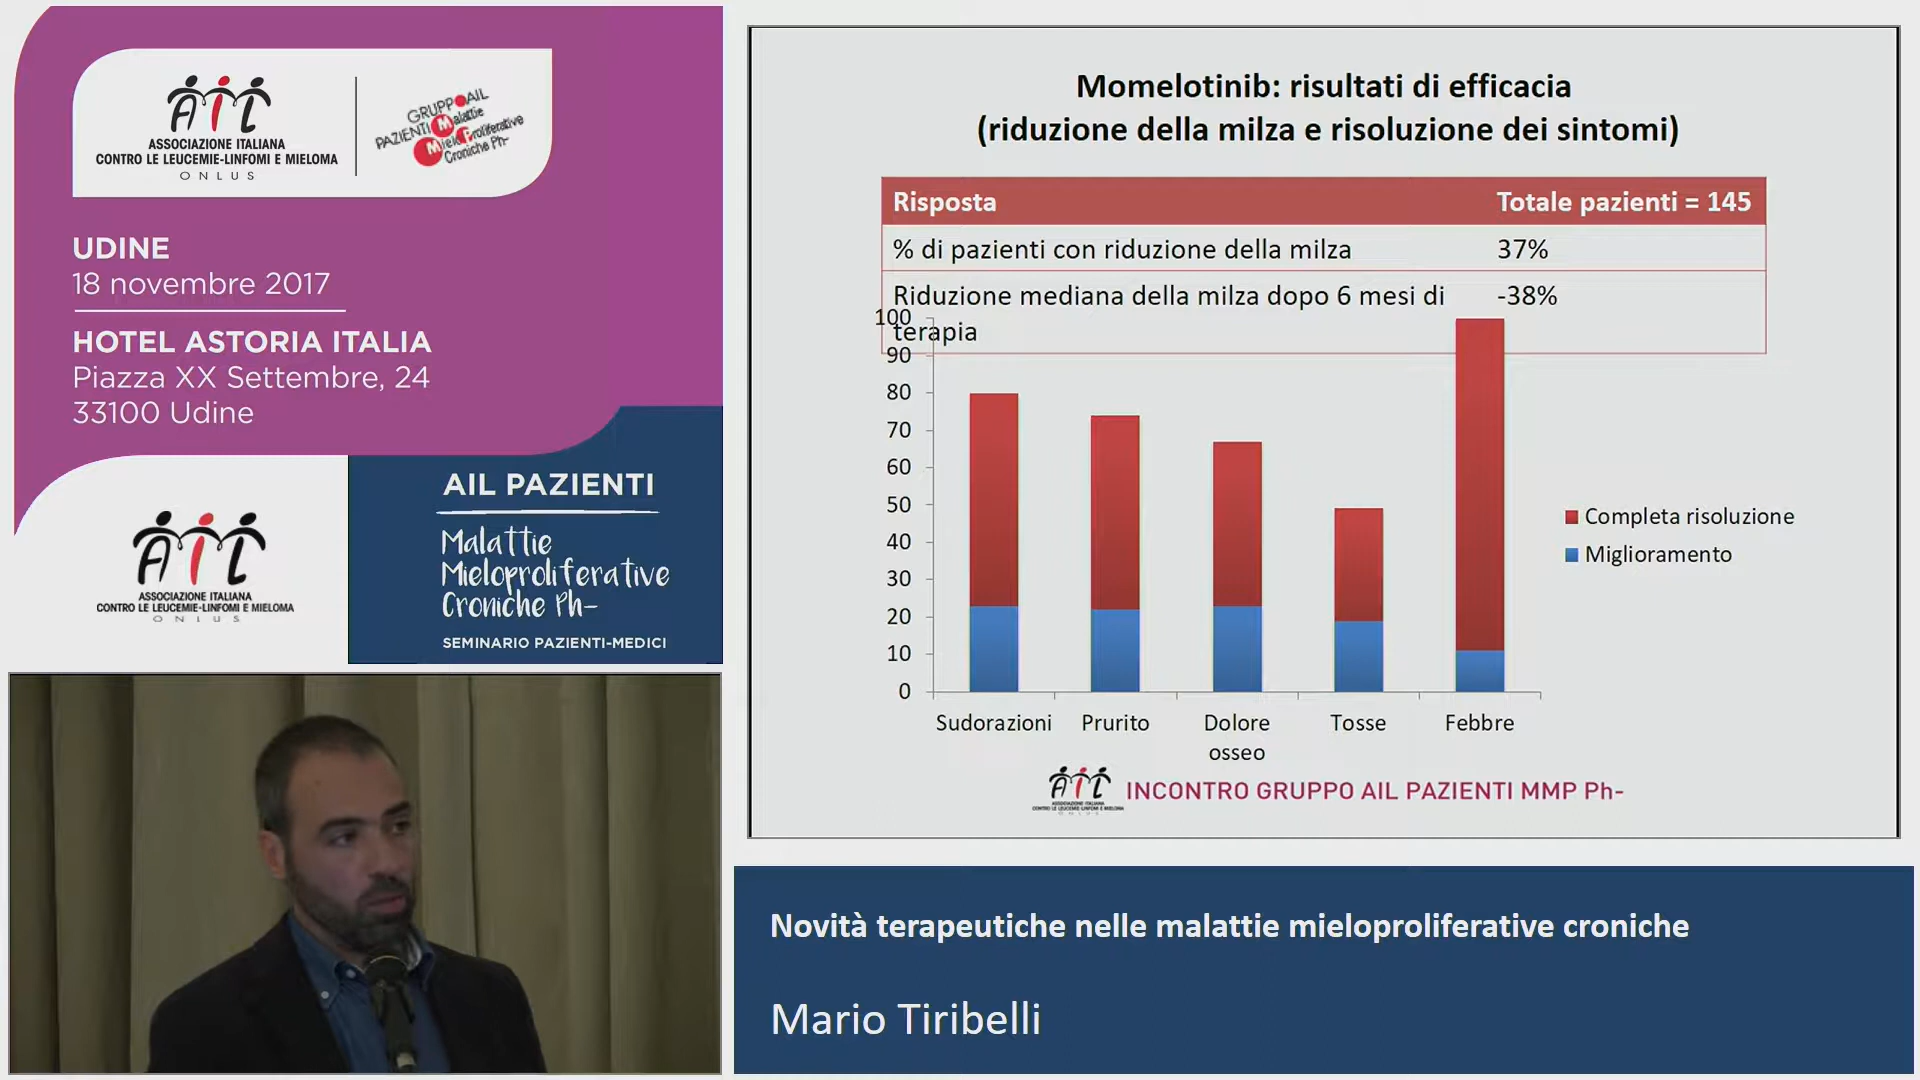 AIL
ASSOCIAZIONE ITALIANA
CONTRO LE LEUCEMIE-LINFOMI E MIELOMA
ONLUS
GRUPPO AIL
PAZIENTI Malattie
Mieloproliferative
Croniche Ph-
UDINE
18 novembre 2017
HOTEL ASTORIA ITALIA
Piazza XX Settembre, 24
33100 Udine
AIL
ASSOCIAZIONE ITALIANA
CONTRO LE LEUCEMIE-LINFOMI E MIELOMA
ONLUS
AIL PAZIENTI
Malattie
Mieloproliferative
Croniche Ph-
SEMINARIO PAZIENTI-MEDICI
Momelotinib: risultati di efficacia
(riduzione della milza e risoluzione dei sintomi)
Risposta Totale pazienti = 145
% di pazienti con riduzione della milza 37%
Riduzione mediana della milza dopo 6 mesi di terapia -38%
100
90
80
70
60
50
40
30
20
10
0
Sudorazioni Prurito Dolore osseo Tosse Febbre
Completa risoluzione
Miglioramento
AIL
ASSOCIAZIONE ITALIANA
CONTRO LE LEUCEMIE-LINFOMI E MIELOMA
ONLUS
INCONTRO GRUPPO AIL PAZIENTI MMP Ph-
Novità terapeutiche nelle malattie mieloproliferative croniche
Mario Tiribelli